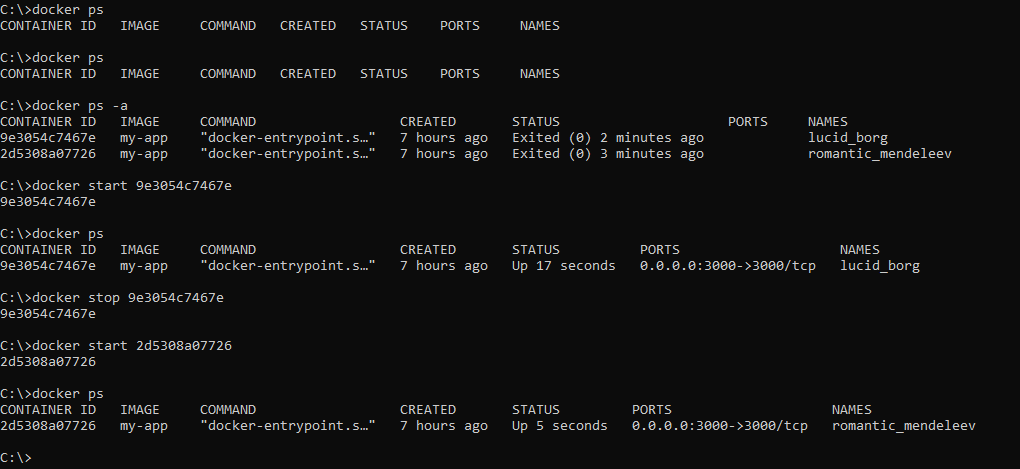 C:\>docker ps
CONTAINER ID   IMAGE     COMMAND   CREATED   STATUS    PORTS     NAMES
C:\>docker ps
CONTAINER ID   IMAGE     COMMAND   CREATED   STATUS    PORTS     NAMES
C:\>docker ps -a
CONTAINER ID   IMAGE     COMMAND                  CREATED       STATUS                     PORTS     NAMES
9e3054c7467e   my-app    "docker-entrypoint.s…"   7 hours ago   Exited (0) 2 minutes ago             lucid_borg
2d5308a07726   my-app    "docker-entrypoint.s…"   7 hours ago   Exited (0) 3 minutes ago             romantic_mendeleev
C:\>docker start 9e3054c7467e
9e3054c7467e
C:\>docker ps
CONTAINER ID   IMAGE     COMMAND                  CREATED       STATUS          PORTS                    NAMES
9e3054c7467e   my-app    "docker-entrypoint.s…"   7 hours ago   Up 17 seconds   0.0.0.0:3000->3000/tcp   lucid_borg
C:\>docker stop 9e3054c7467e
9e3054c7467e
C:\>docker start 2d5308a07726
2d5308a07726
C:\>docker ps
CONTAINER ID   IMAGE     COMMAND                  CREATED       STATUS         PORTS                    NAMES
2d5308a07726   my-app    "docker-entrypoint.s…"   7 hours ago   Up 5 seconds   0.0.0.0:3000->3000/tcp   romantic_mendeleev
C:\>